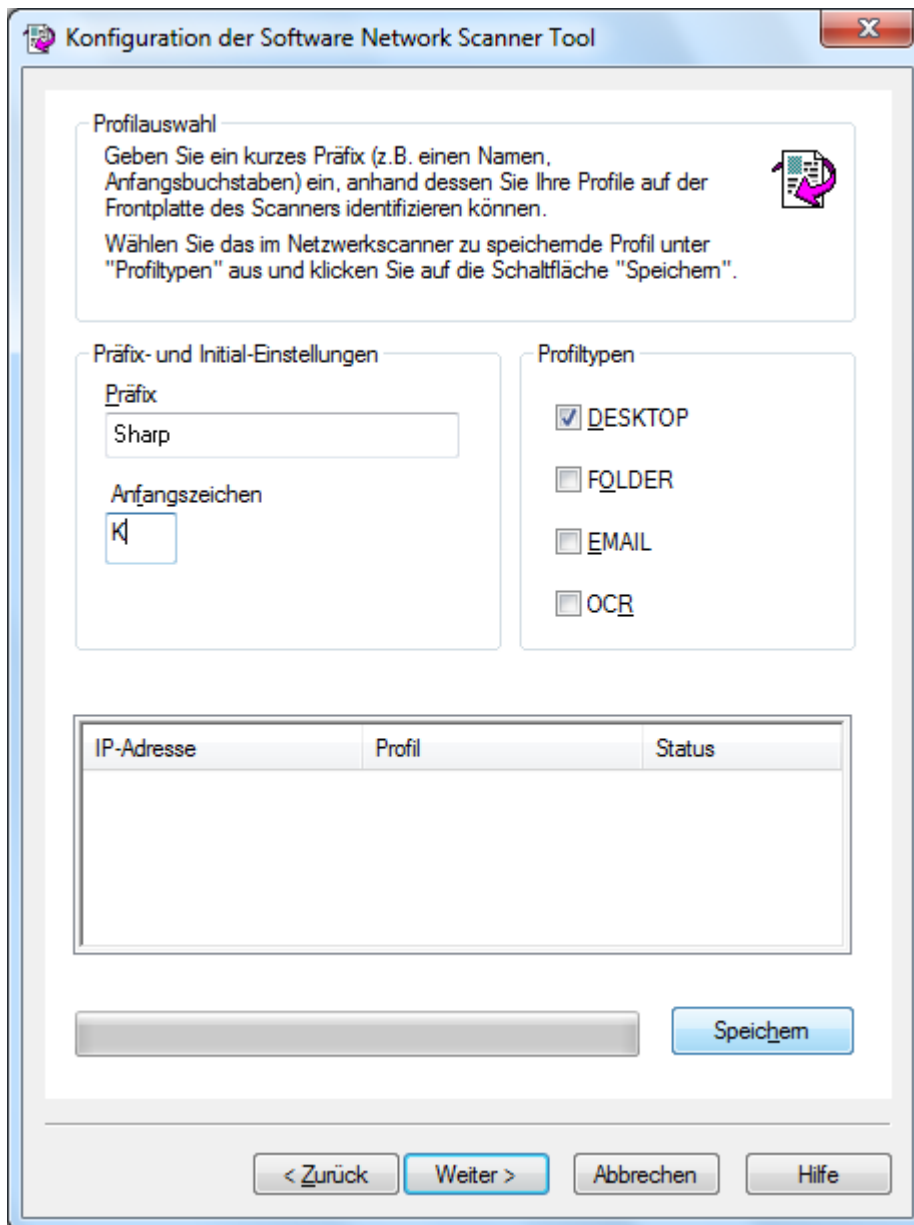 Konfiguration der Software Network Scanner Tool
Profilauswahl
Geben Sie ein kurzes Präfix (z.B. einen Namen,
Anfangsbuchstaben) ein, anhand dessen Sie Ihre Profile auf der
Frontplatte des Scanners identifizieren können.
Wählen Sie das im Netzwerkscanner zu speichernde Profil unter
"Profiltypen" aus und klicken Sie auf die Schaltfläche "Speichern".
Präfix- und Initial-Einstellungen
Präfix
Sharp
Anfangszeichen
K
Profiltypen
DESKTOP
FOLDER
EMAIL
OCR
IP-Adresse Profil Status
Speichern
< Zurück Weiter > Abbrechen Hilfe